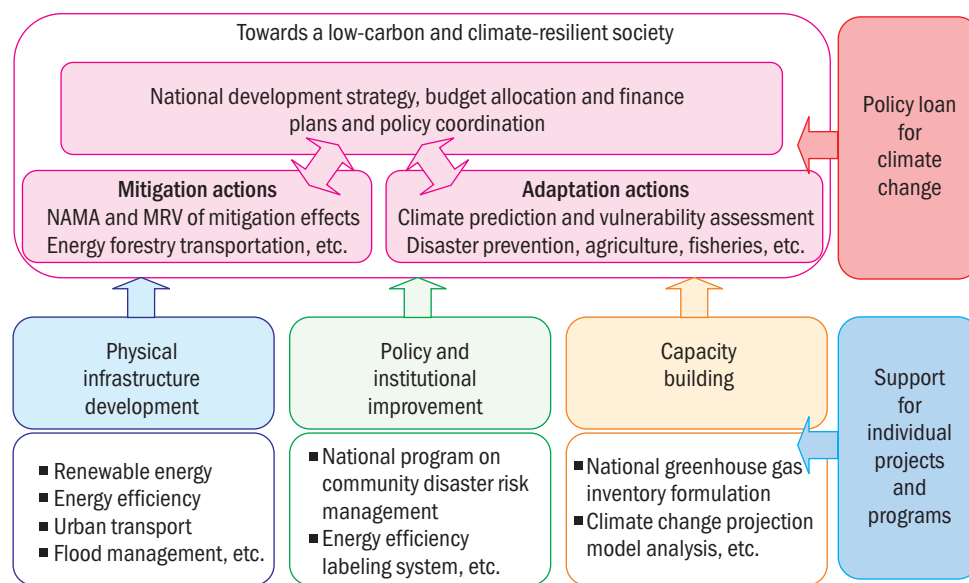 Towards a low-carbon and climate-resilient society
National development strategy, budget allocation and finance
plans and policy coordination
Mitigation actions
NAMA and MRV of mitigation effects
Energy forestry transportation, etc.
Adaptation actions
Climate prediction and vulnerability assessment
Disaster prevention, agriculture, fisheries, etc.
Policy loan
for
climate
change
Physical
infrastructure
development
■ Renewable energy
■ Energy efficiency
■ Urban transport
■ Flood management, etc.
Policy and
institutional
improvement
■ National program on
community disaster risk
management
■ Energy efficiency
labeling system, etc.
Capacity
building
■ National greenhouse gas
inventory formulation
■ Climate change projection
model analysis, etc.
Support
for
individual
projects
and
programs